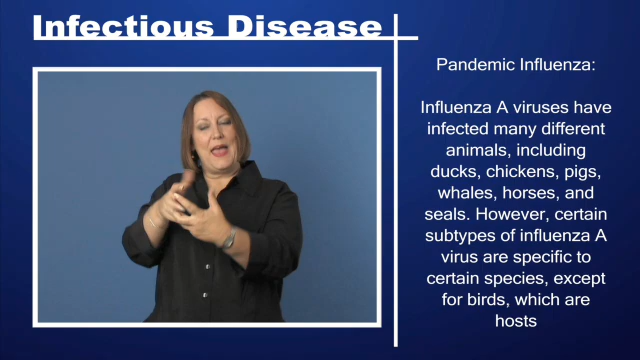 Infectious Disease
Pandemic Influenza:
Influenza A viruses have
infected many different
animals, including
ducks, chickens, pigs,
whales, horses, and
seals. However, certain
subtypes of influenza A
virus are specific to
certain species, except
for birds, which are
hosts